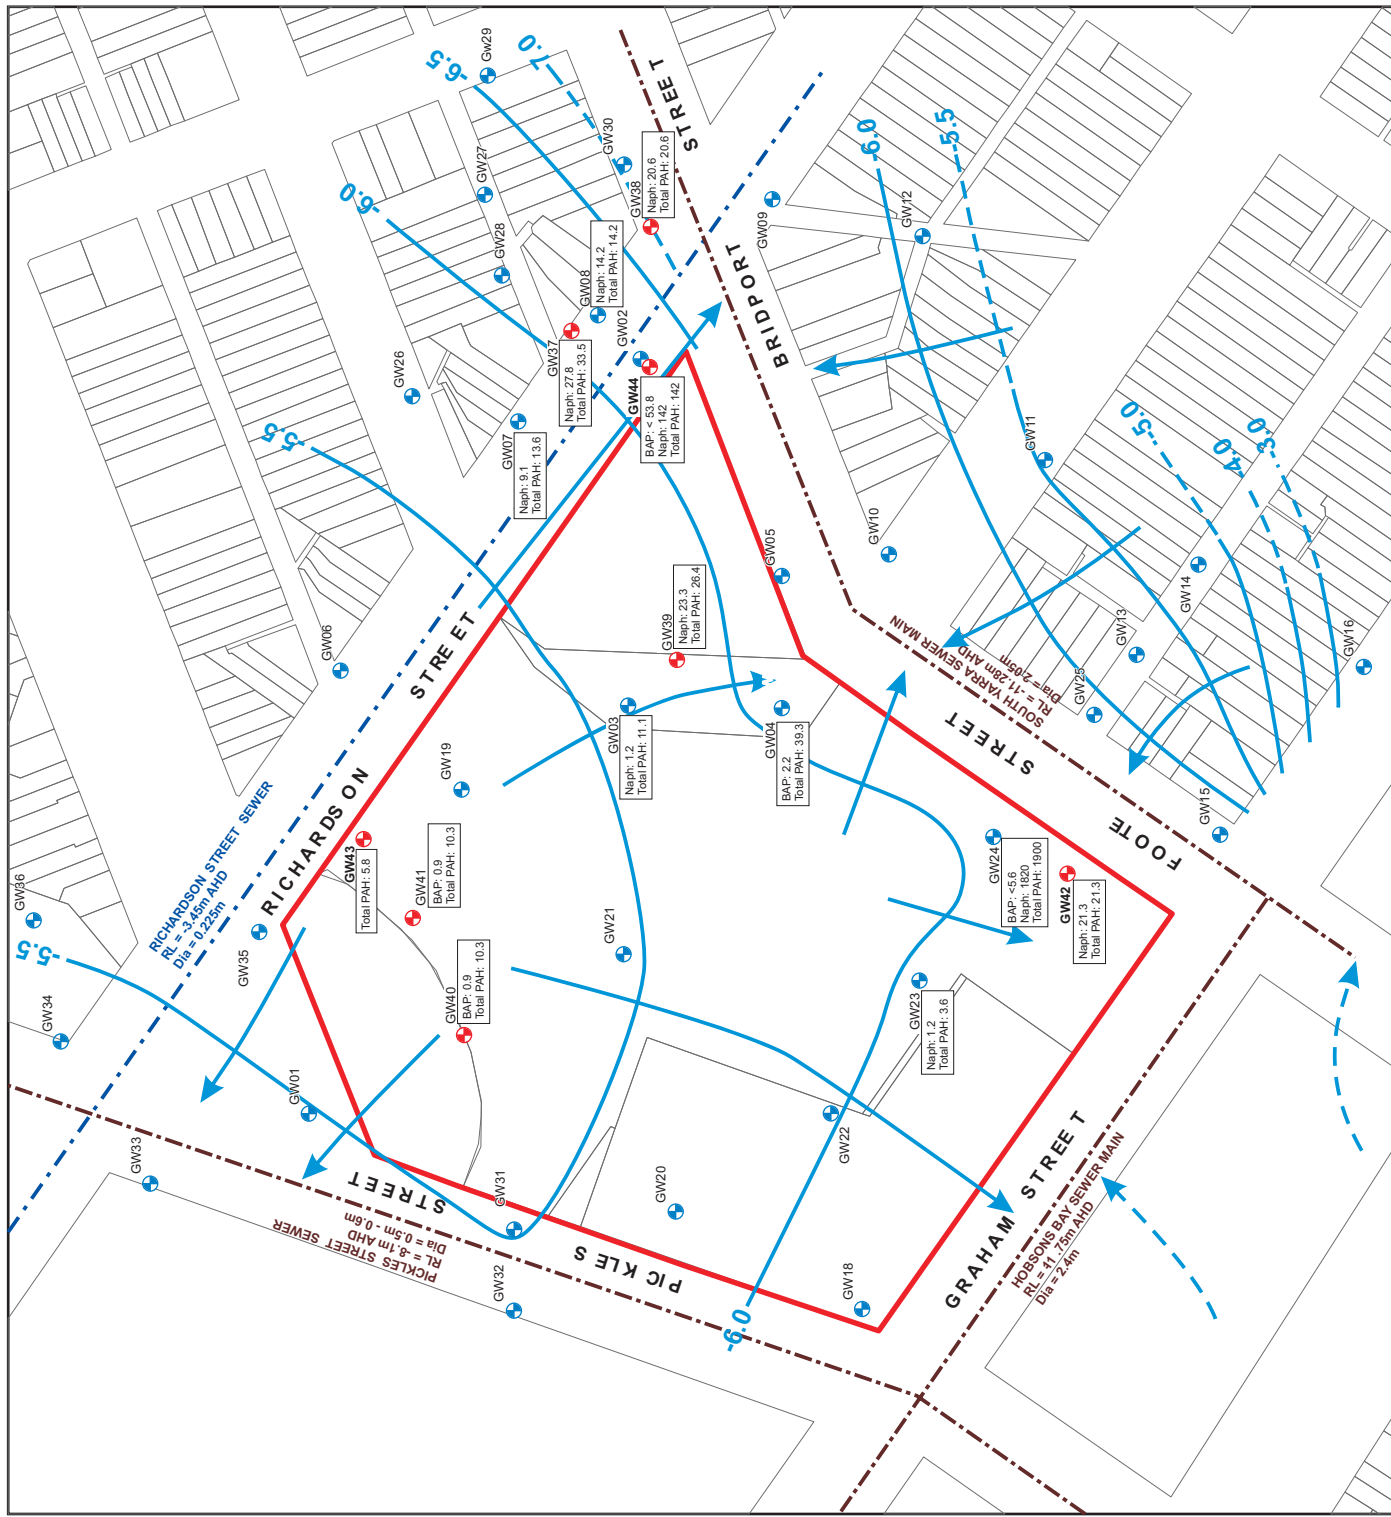 GW36
GW34
-5.5
GW35
GW33
GW01
RICHARDSON STREET SEWER
RL = -3.45m AHD
Dia = 0.225m
RICHARDSON STREET
GW43
Total PAH: 5.8
GW41
BAP: 0.9
Total PAH: 10.3
GW40
BAP: 0.9
Total PAH: 10.3
GW19
GW06
-5.5
GW26
GW07
Naph: 9.1
Total PAH: 13.6
-6.0
-6.5
7.0
Gw29
GW27
GW28
GW30
GW38
Naph: 20.6
Total PAH: 20.6
GW08
Naph: 14.2
Total PAH: 14.2
GW37
Naph: 27.8
Total PAH: 33.5
GW02
GW44
BAP: < 53.8
Naph: 142
Total PAH: 142
BRIDPORT STREET
GW09
GW12
-6.0
-5.5
GW10
GW11
GW05
GW39
Naph: 23.3
Total PAH: 26.4
GW03
Naph: 1.2
Total PAH: 11.1
GW04
BAP: 2.2
Total PAH: 39.3
GW21
GW31
GW32
PICKLES STREET
PICKLES STREET SEWER
RL = -8.1m AHD
Dia = 0.5m - 0.6m
GW20
GW22
GW18
-6.0
GW23
Naph: 1.2
Total PAH: 3.6
GW24
BAP: <5.6
Naph: 1820
Total PAH: 1900
GW42
Naph: 21.3
Total PAH: 21.3
FOOTE STREET
SOUTH YARRA SEWER MAIN
RL = -11.28m AHD
Dia = 2.05m
GW25
GW13
GW14
GW15
GW16
-5.0
-4.0
-3.0
GRAHAM STREET
HOBSONS BAY SEWER MAIN
RL = 11.75m AHD
Dia = 2.4m